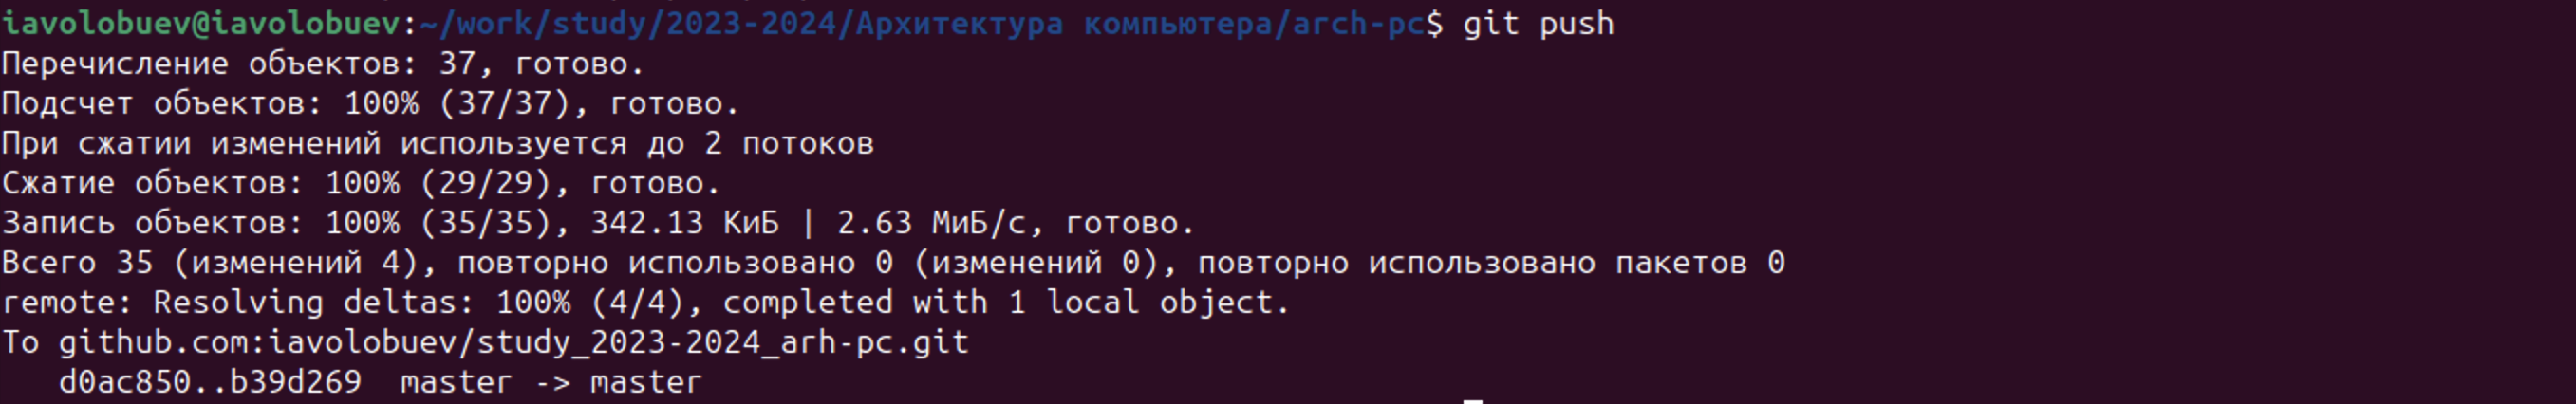 iavolobuev@iavolobuev:~/work/study/2023-2024/Архитектура компьютера/arch-pc$ git push
Перечисление объектов: 37, готово.
Подсчет объектов: 100% (37/37), готово.
При сжатии изменений используется до 2 потоков
Сжатие объектов: 100% (29/29), готово.
Запись объектов: 100% (35/35), 342.13 КиБ | 2.63 МиБ/с, готово.
Всего 35 (изменений 4), повторно использовано 0 (изменений 0), повторно использовано пакетов 0
remote: Resolving deltas: 100% (4/4), completed with 1 local object.
To github.com:iavolobuev/study_2023-2024_arh-pc.git
   d0ac850..b39d269  master -> master